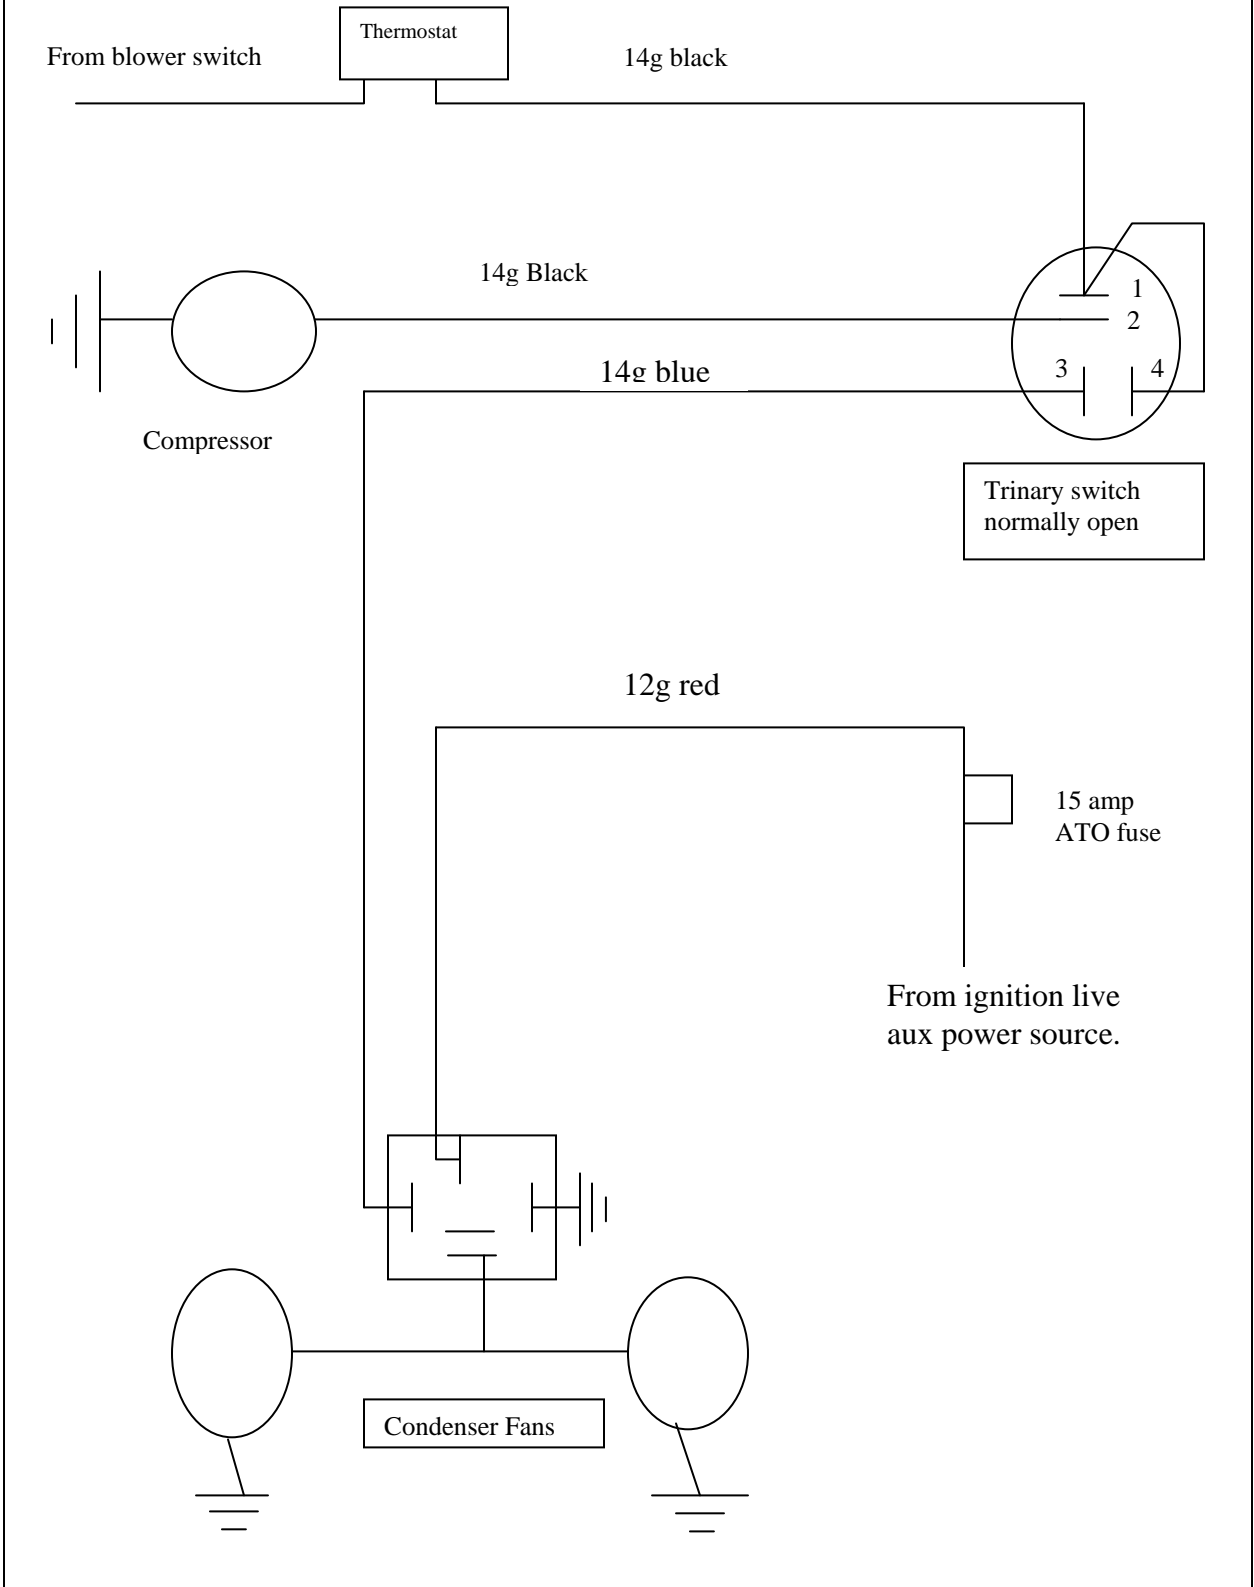 Thermostat
From blower switch
14g black
14g Black
1
2
14g blue
3
4
Compressor
Trinary switch
normally open
12g red
15 amp
ATO fuse
From ignition live
aux power source.
Condenser Fans